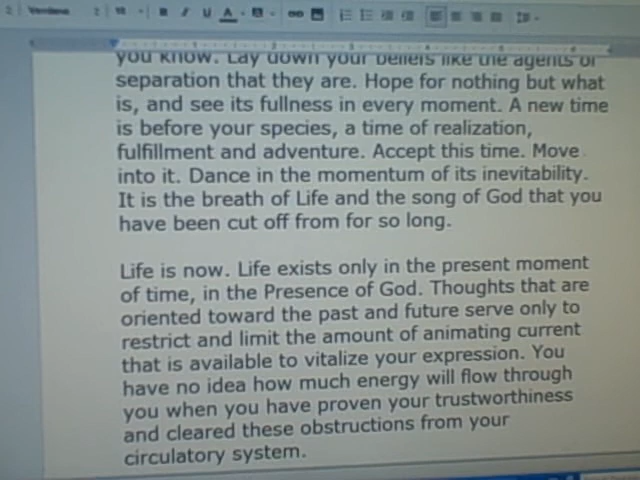 Verdana
B I U A
you know. Lay down your beliefs like the agents of
separation that they are. Hope for nothing but what
is, and see its fullness in every moment. A new time
is before your species, a time of realization,
fulfillment and adventure. Accept this time. Move
into it. Dance in the momentum of its inevitability.
It is the breath of Life and the song of God that you
have been cut off from for so long.
Life is now. Life exists only in the present moment
of time, in the Presence of God. Thoughts that are
oriented toward the past and future serve only to
restrict and limit the amount of animating current
that is available to vitalize your expression. You
have no idea how much energy will flow through
you when you have proven your trustworthiness
and cleared these obstructions from your
circulatory system.